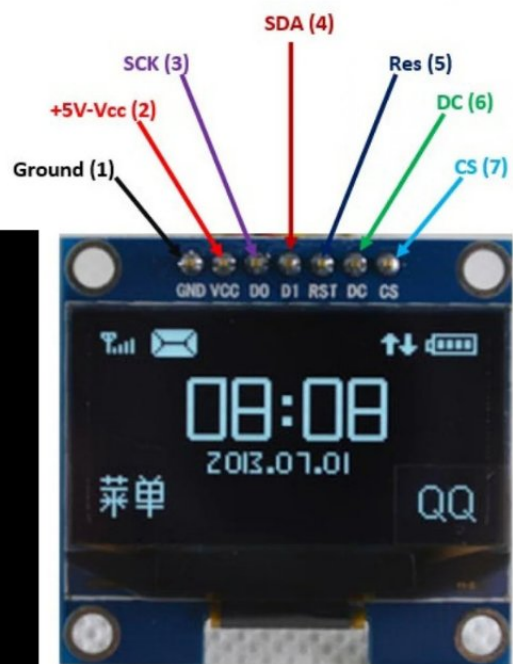 SDA (4)
SCK (3)
Res (5)
+5V-Vcc (2)
DC (6)
Ground (1)
CS (7)
GND VCC D0 D1 RST DC CS
08:08
2013.07.01
菜单
QQ